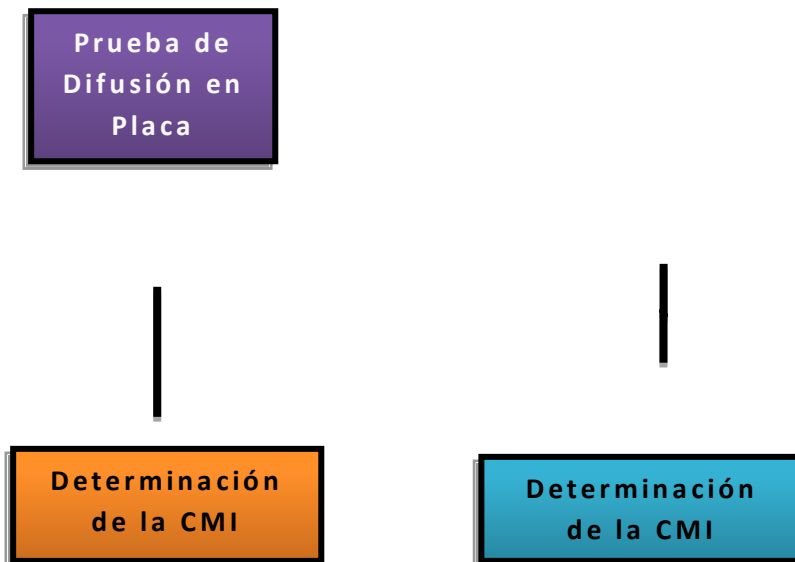 Prueba de
Difusión en
Placa
Determinación
de la CMI
Determinación
de la CMI